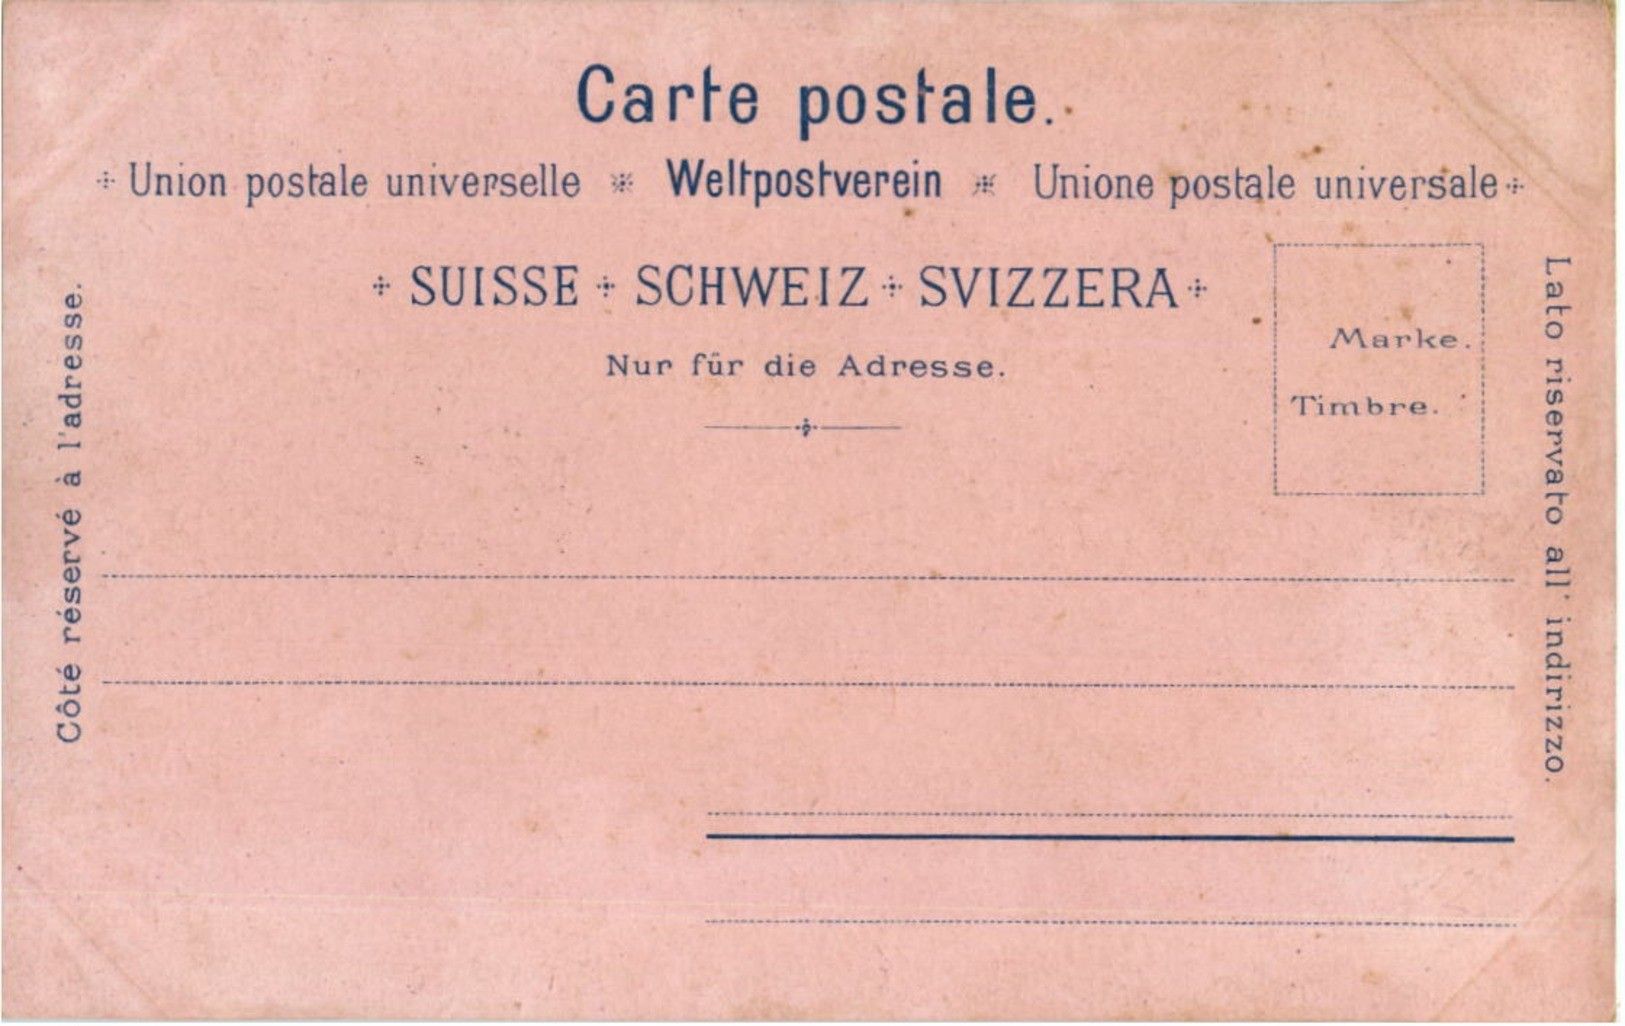 Carte postale.
Union postale universelle Weltpostverein Unione postale universale
SUISSE SCHWEIZ SVIZZERA
Nur für die Adresse.
Marke.
Timbre.
Côté réservé à l'adresse.
Lato riservato all' indirizzo.